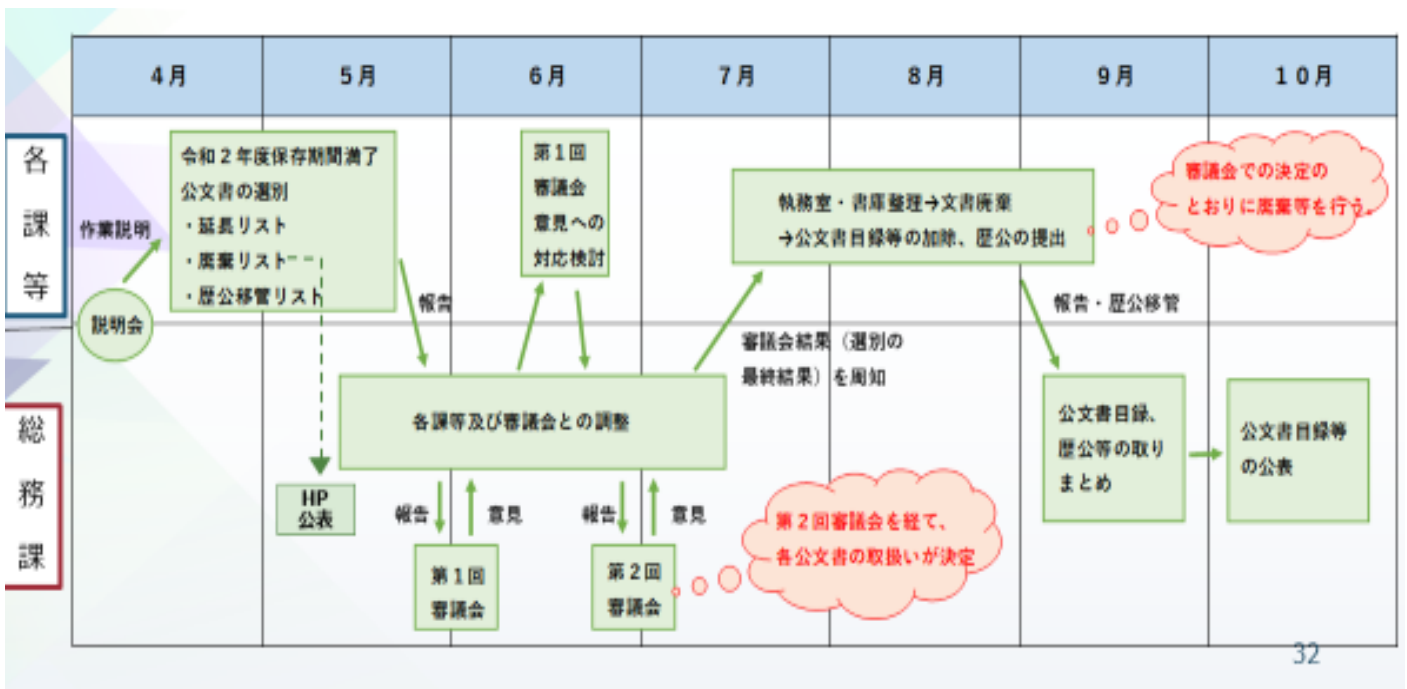 4月
5月
6月
7月
8月
9月
10月
各課等
作業説明
説明会
令和2年度保存期間満了
公文書の選別
・延長リスト
・廃棄リスト
・歴公移管リスト
報告
第1回
審議会
意見への
対応検討
執務室・書庫整理→文書廃棄
→公文書目録等の加除、歴公の提出
審議会での決定の
とおりに廃棄等を行う。
報告・歴公移管
審議会結果（選別の
最終結果）を周知
総務課
各課等及び審議会との調整
HP
公表
報告
意見
報告
意見
第1回
審議会
第2回
審議会
第2回審議会を経て、
各公文書の取扱いが決定
公文書目録、
歴公等の取り
まとめ
公文書目録等
の公表
32